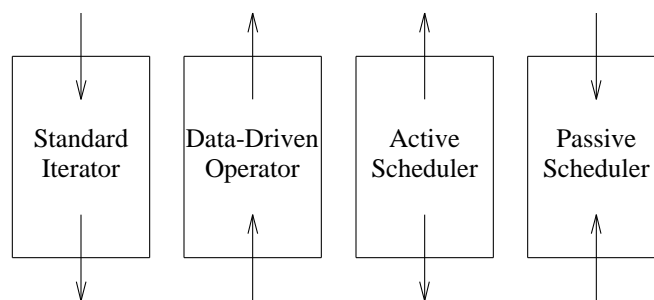 Standard
Iterator
Data-Driven
Operator
Active
Scheduler
Passive
Scheduler